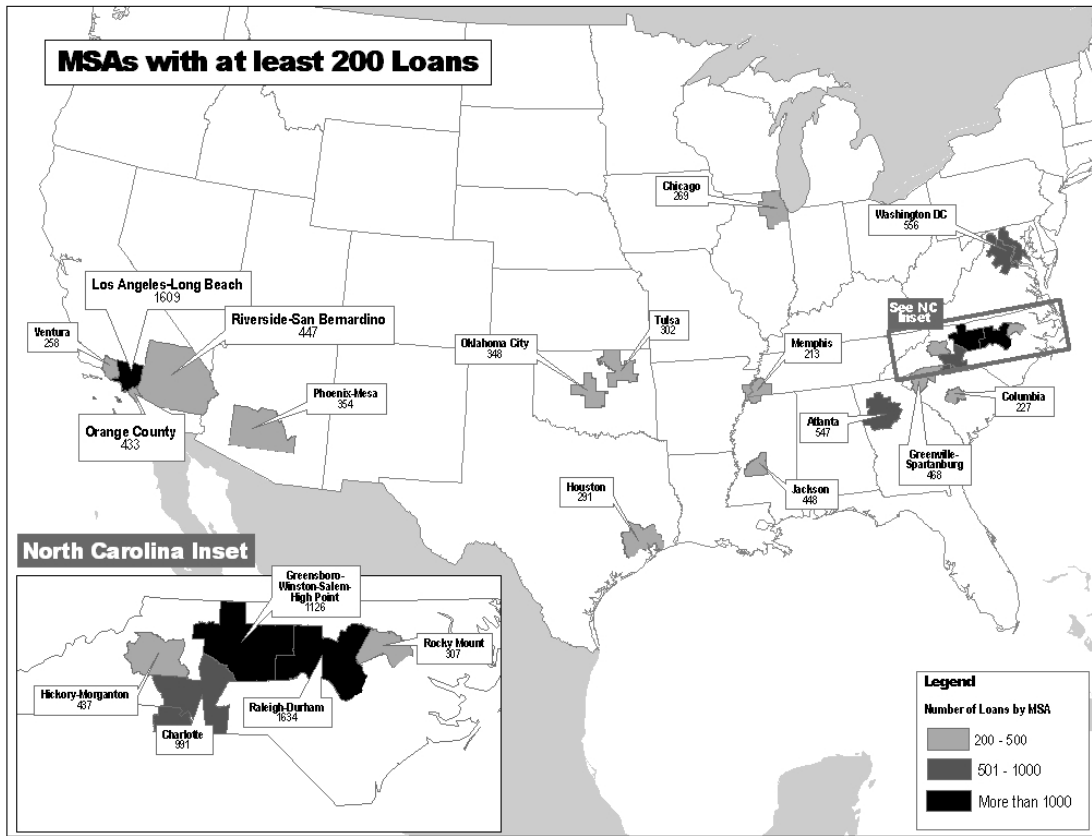 MSAs with at least 200 Loans
Chicago
269
Washington DC
556
Los Angeles-Long Beach
1609
Riverside-San Bernardino
447
Ventura
258
See NC
Inset
Tulsa
302
Oklahoma City
348
Memphis
213
Phoenix-Mesa
354
Orange County
433
Atlanta
547
Columbia
227
Greenville-
Spartanburg
468
Houston
291
Jackson
448
North Carolina Inset
Greensboro-
Winston-Salem-
High Point
1126
Rocky Mount
307
Hickory-Morganton
437
Raleigh-Durham
1634
Charlotte
991
Legend
Number of Loans by MSA
200 - 500
501 - 1000
More than 1000